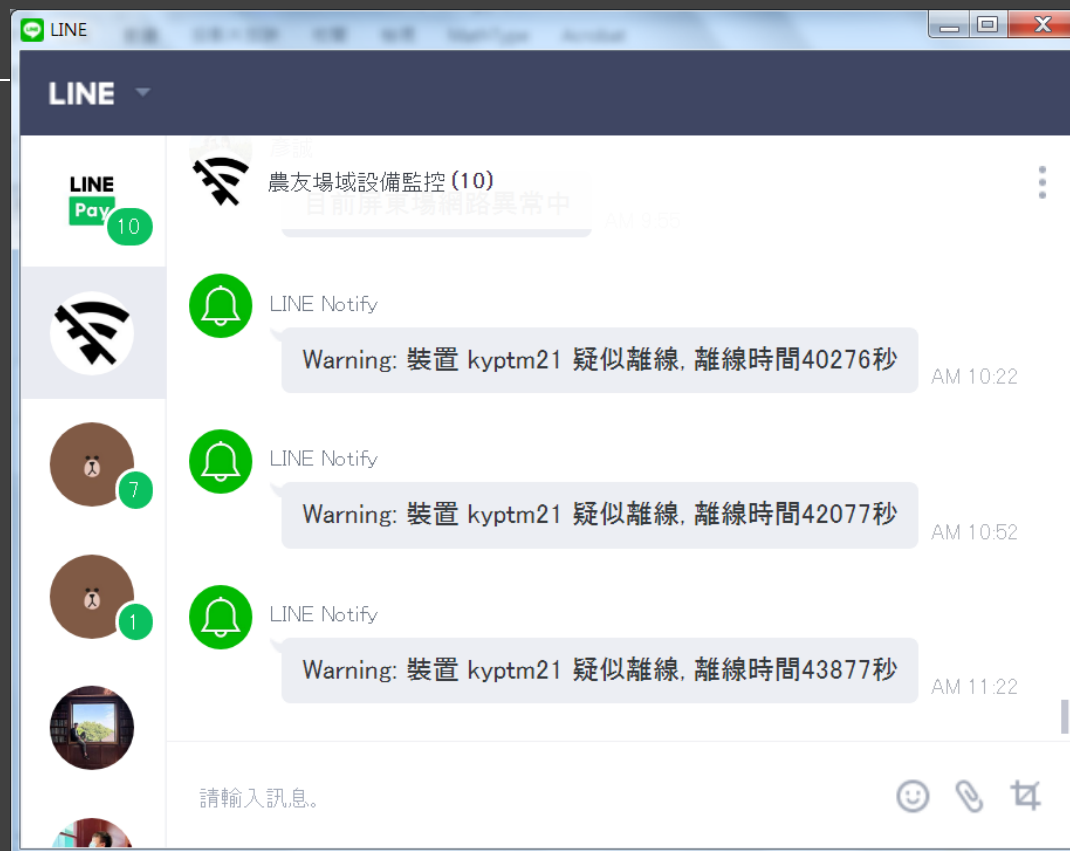 LINE
MathType
Acrobat
LINE
LINE
Pay
10
農友場域設備監控 (10)
目前屏東場網路異常中
LINE Notify
Warning: 裝置 kyptm21 疑似離線, 離線時間40276秒
AM 10:22
7
LINE Notify
Warning: 裝置 kyptm21 疑似離線, 離線時間42077秒
AM 10:52
1
LINE Notify
Warning: 裝置 kyptm21 疑似離線, 離線時間43877秒
AM 11:22
請輸入訊息。